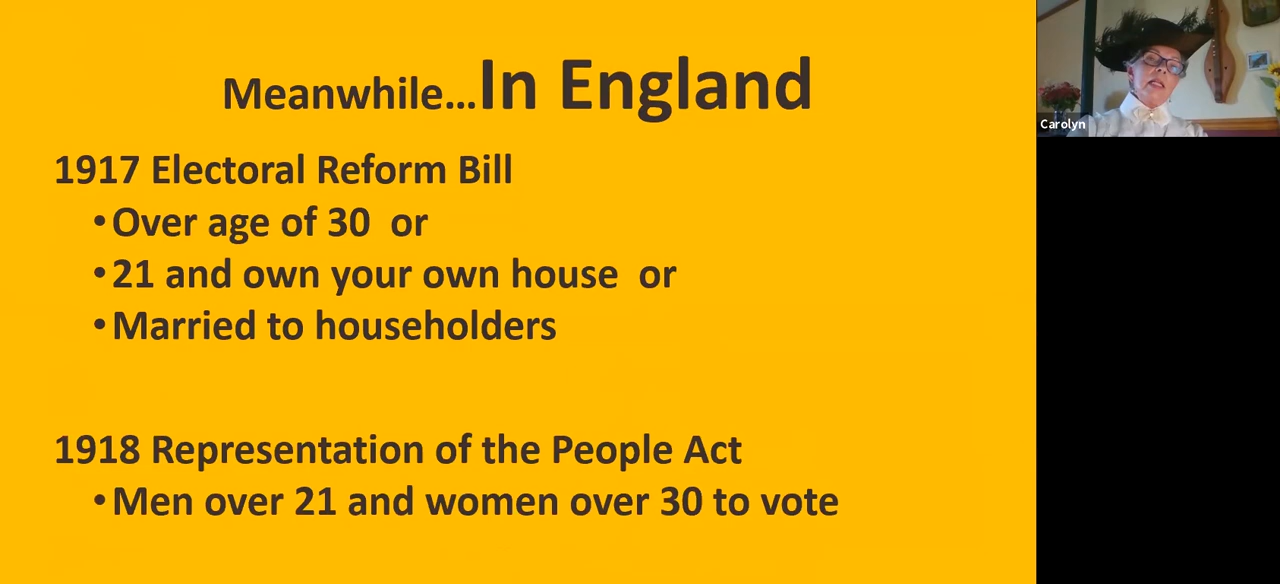 Meanwhile...In England
1917 Electoral Reform Bill
• Over age of 30 or
• 21 and own your own house or
• Married to householders
1918 Representation of the People Act
• Men over 21 and women over 30 to vote
Carolyn